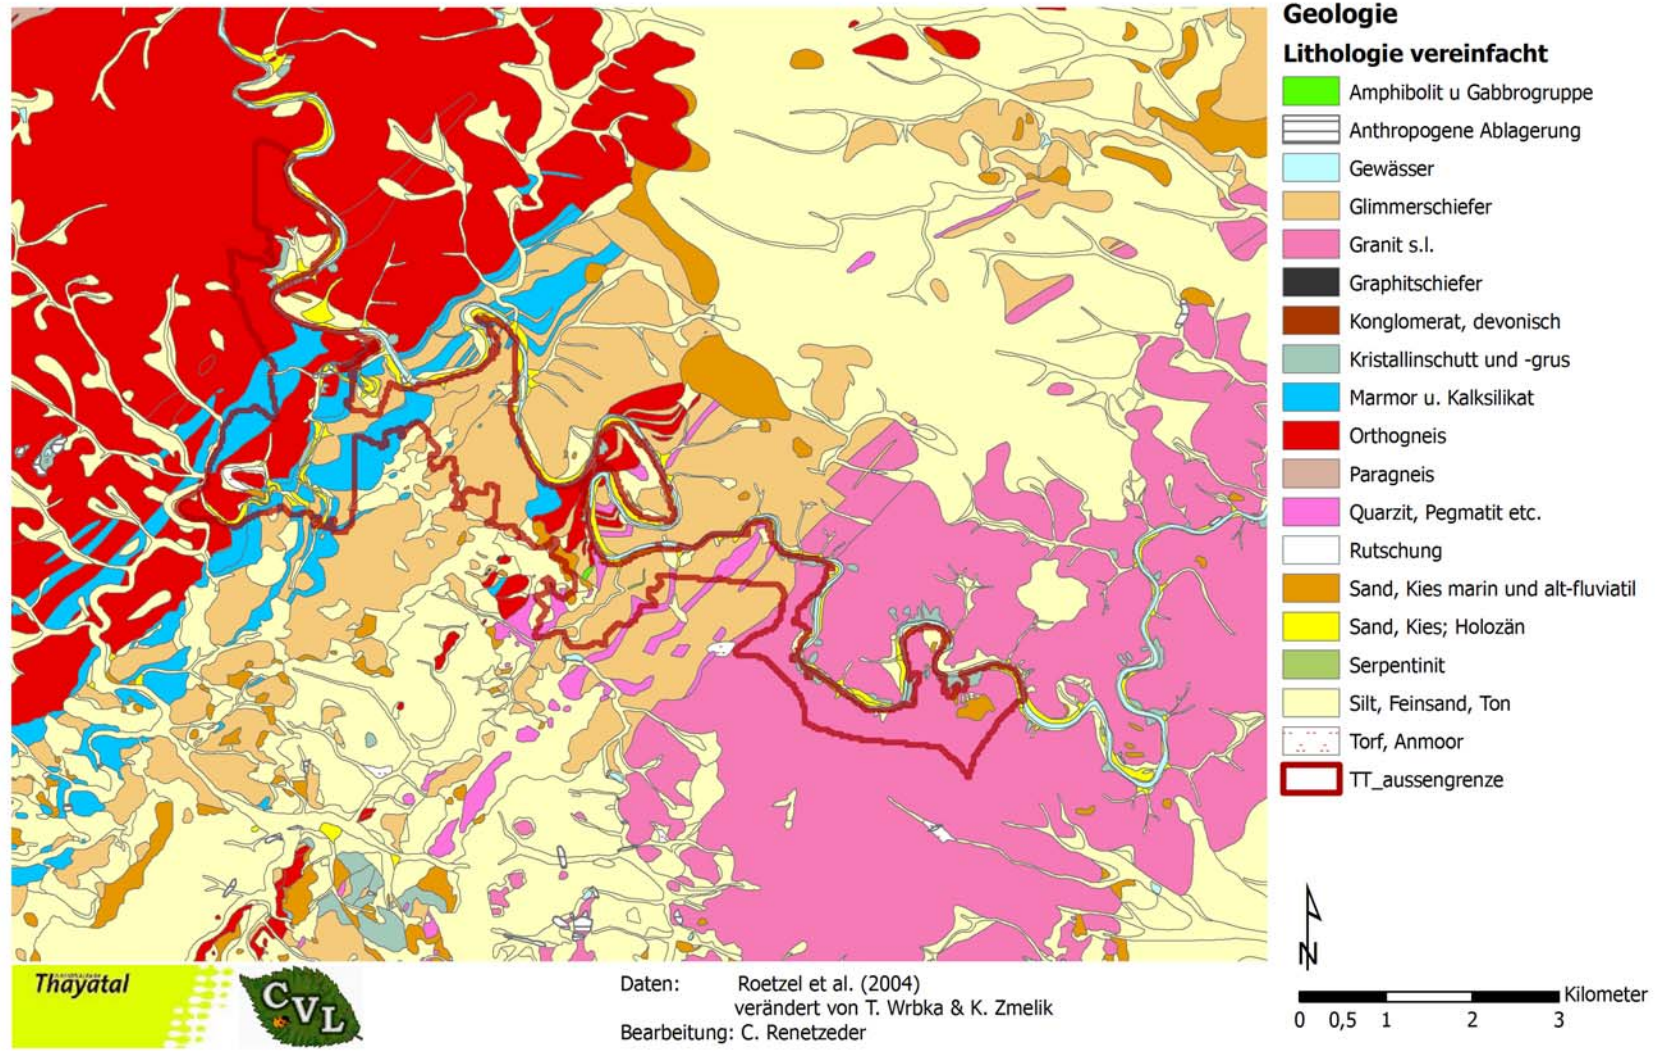 Geologie
Lithologie vereinfacht
Amphibolit u Gabbrogruppe
Anthropogene Ablagerung
Gewässer
Glimmerschiefer
Granit s.l.
Graphitschiefer
Konglomerat, devonisch
Kristallinschutt und -grus
Marmor u. Kalksilikat
Orthogneis
Paragneis
Quarzit, Pegmatit etc.
Rutschung
Sand, Kies marin und alt-fluviatil
Sand, Kies; Holozän
Serpentinit
Silt, Feinsand, Ton
Torf, Anmoor
TT_aussengrenze
N
Kilometer
0 0,5 1 2 3
Thayatal
CVL
Daten: Roetzel et al. (2004)
verändert von T. Wrbka & K. Zmelik
Bearbeitung: C. Renetzeder